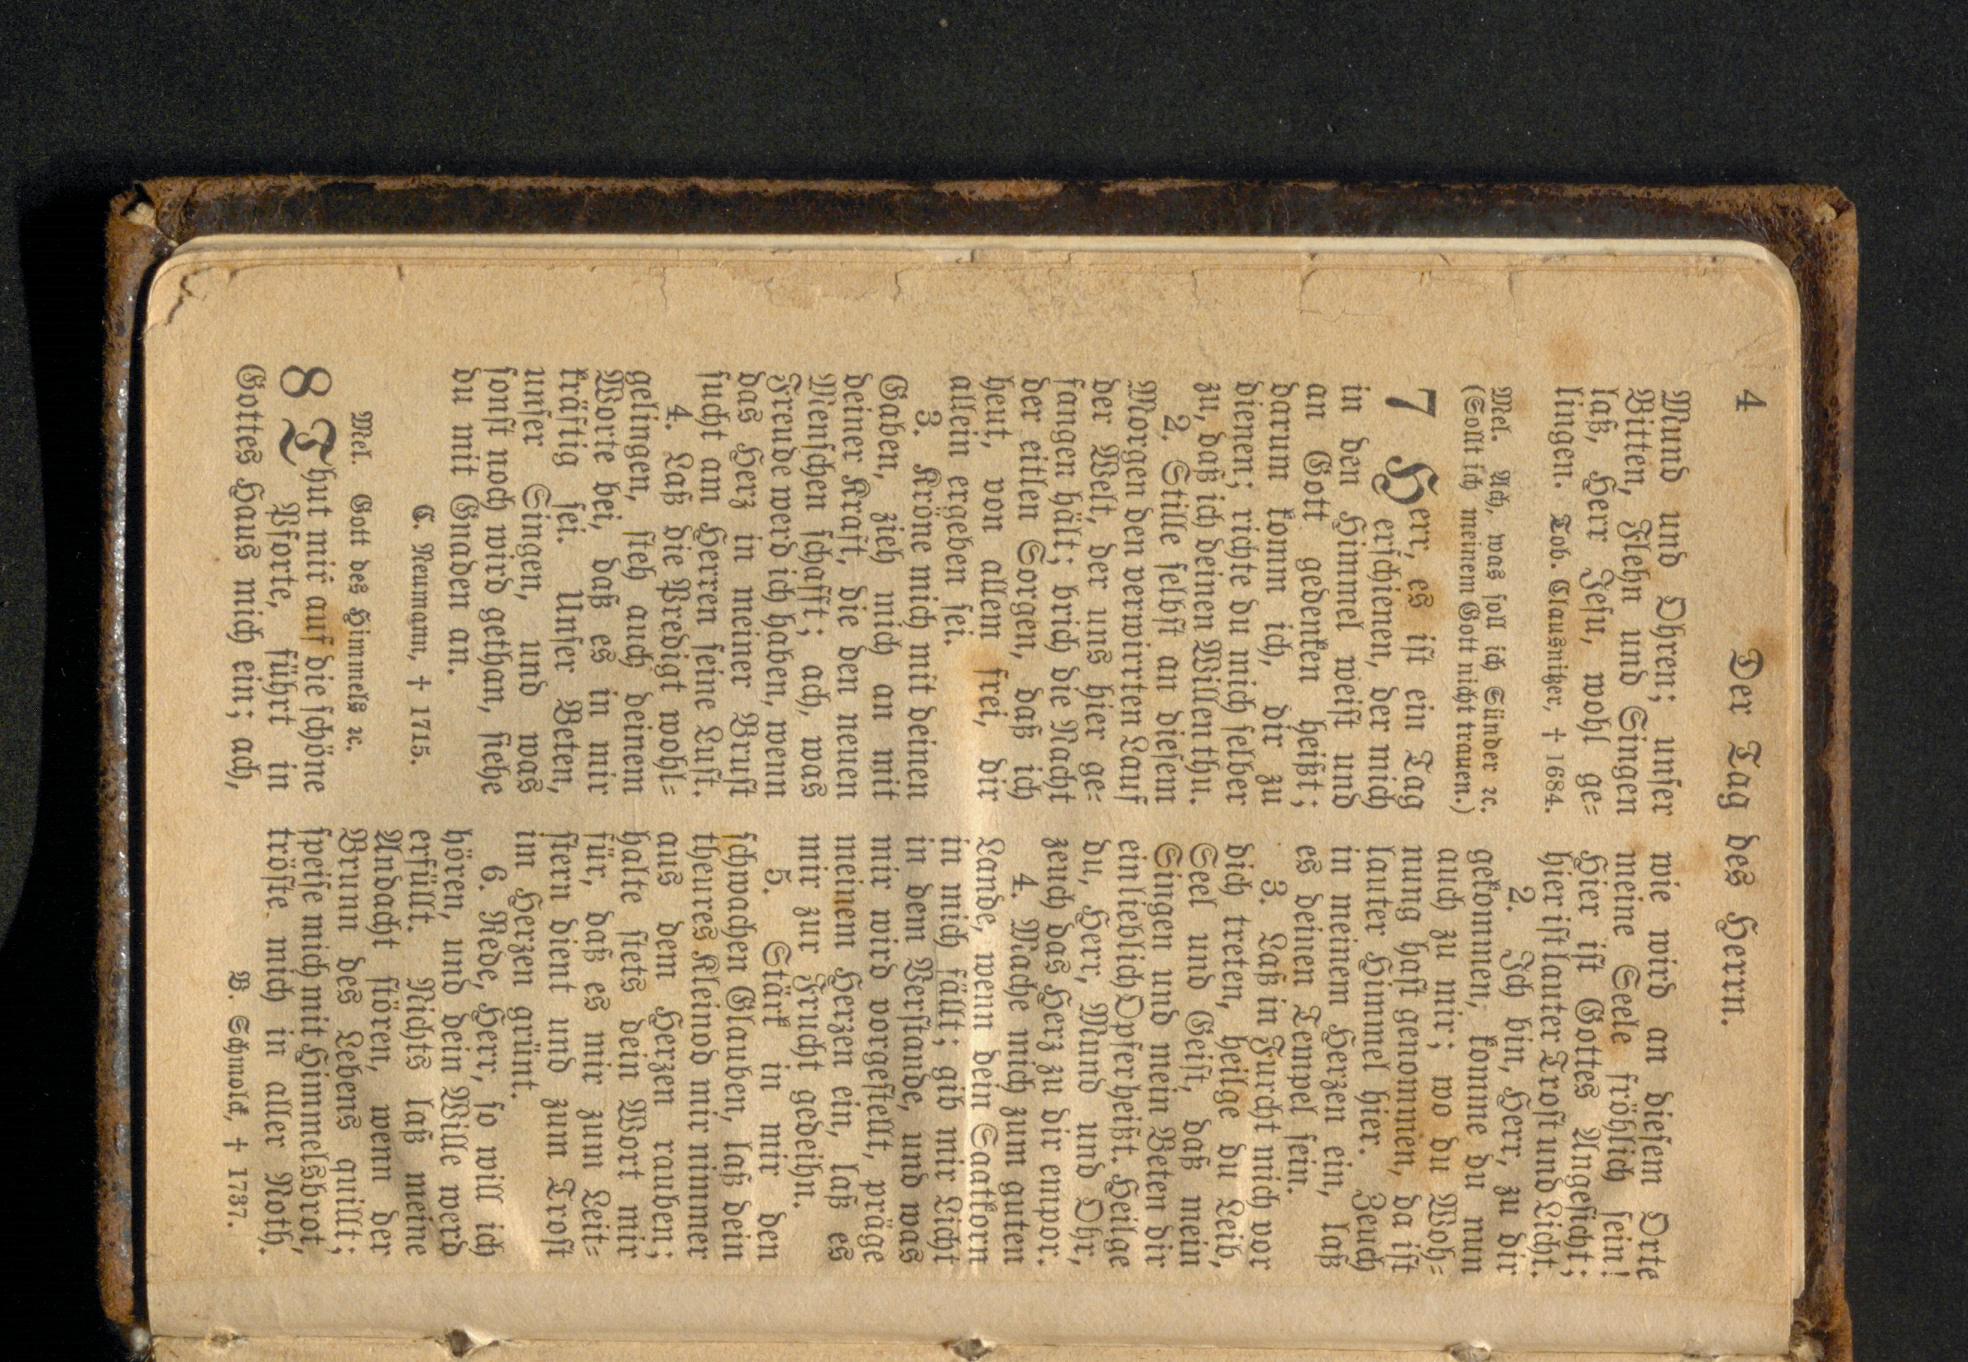 4
Der Tag des Herrn.
Mund und Ohren; unser
Bitten, Flehn und Singen
laß, Herr Jesu, wohl ge-
lingen. Tob. Clausnitzer, † 1684.
Mel. Ach, was soll ich Sünder ꝛc.
(Sollt ich meinem Gott nicht trauen.)
7 Herr, es ist ein Tag
erschienen, der mich
in den Himmel weist und
an Gott gedenken heißt;
darum komm ich, dir zu
dienen; richte du mich selber
zu, daß ich deinen Willen thu.
2. Stille selbst an diesem
Morgen den verwirrten Lauf
der Welt, der uns hier ge-
fangen hält; brich die Nacht
der eitlen Sorgen, daß ich
heut, von allem frei, dir
allein ergeben sei.
3. Kröne mich mit deinen
Gaben, zieh mich an mit
deiner Kraft, die den neuen
Menschen schafft; ach, was
Freude werd ich haben, wenn
das Herz in meiner Brust
sucht am Herren seine Lust.
4. Laß die Predigt wohl-
gelingen, steh auch deinem
Worte bei, daß es in mir
kräftig sei. Unser Beten,
unser Singen, und was
sonst noch wird gethan, siehe
du mit Gnaden an.
C. Neumann, † 1715.
Mel. Gott des Himmels ꝛc.
8 Thut mir auf die schöne
Pforte, führt in
Gottes Haus mich ein; ach,
wie wird an diesem Orte
meine Seele fröhlich sein!
Hier ist Gottes Angesicht;
hier ist lauter Trost und Licht.
2. Ich bin, Herr, zu dir
gekommen, komme du nun
auch zu mir; wo du Woh-
nung hast genommen, da ist
lauter Himmel hier. Zeuch
in meinem Herzen ein, laß
es deinen Tempel sein.
3. Laß in Furcht mich vor
dich treten, heilge du Leib,
Seel und Geist, daß mein
Singen und mein Beten dir
ein lieblich Opfer heißt. Heilge
du, Herr, Mund und Ohr,
zeuch das Herz zu dir empor.
4. Mache mich zum guten
Lande, wenn dein Saatkorn
in mich fällt; gib mir Licht
in dem Verstande, und was
mir wird vorgestellt, präge
meinem Herzen ein, laß es
mir zur Frucht gedeihn.
5. Stärk in mir den
schwachen Glauben, laß dein
theures Kleinod mir nimmer
aus dem Herzen rauben;
halte stets dein Wort mir
für, daß es mir zum Leit-
stern dient und zum Trost
im Herzen grünt.
6. Rede, Herr, so will ich
hören, und dein Wille werd
erfüllt. Nichts laß meine
Andacht stören, wenn der
Brunn des Lebens quillt;
speise mich mit Himmelsbrot,
tröste mich in aller Noth.
B. Schmolck, † 1737.